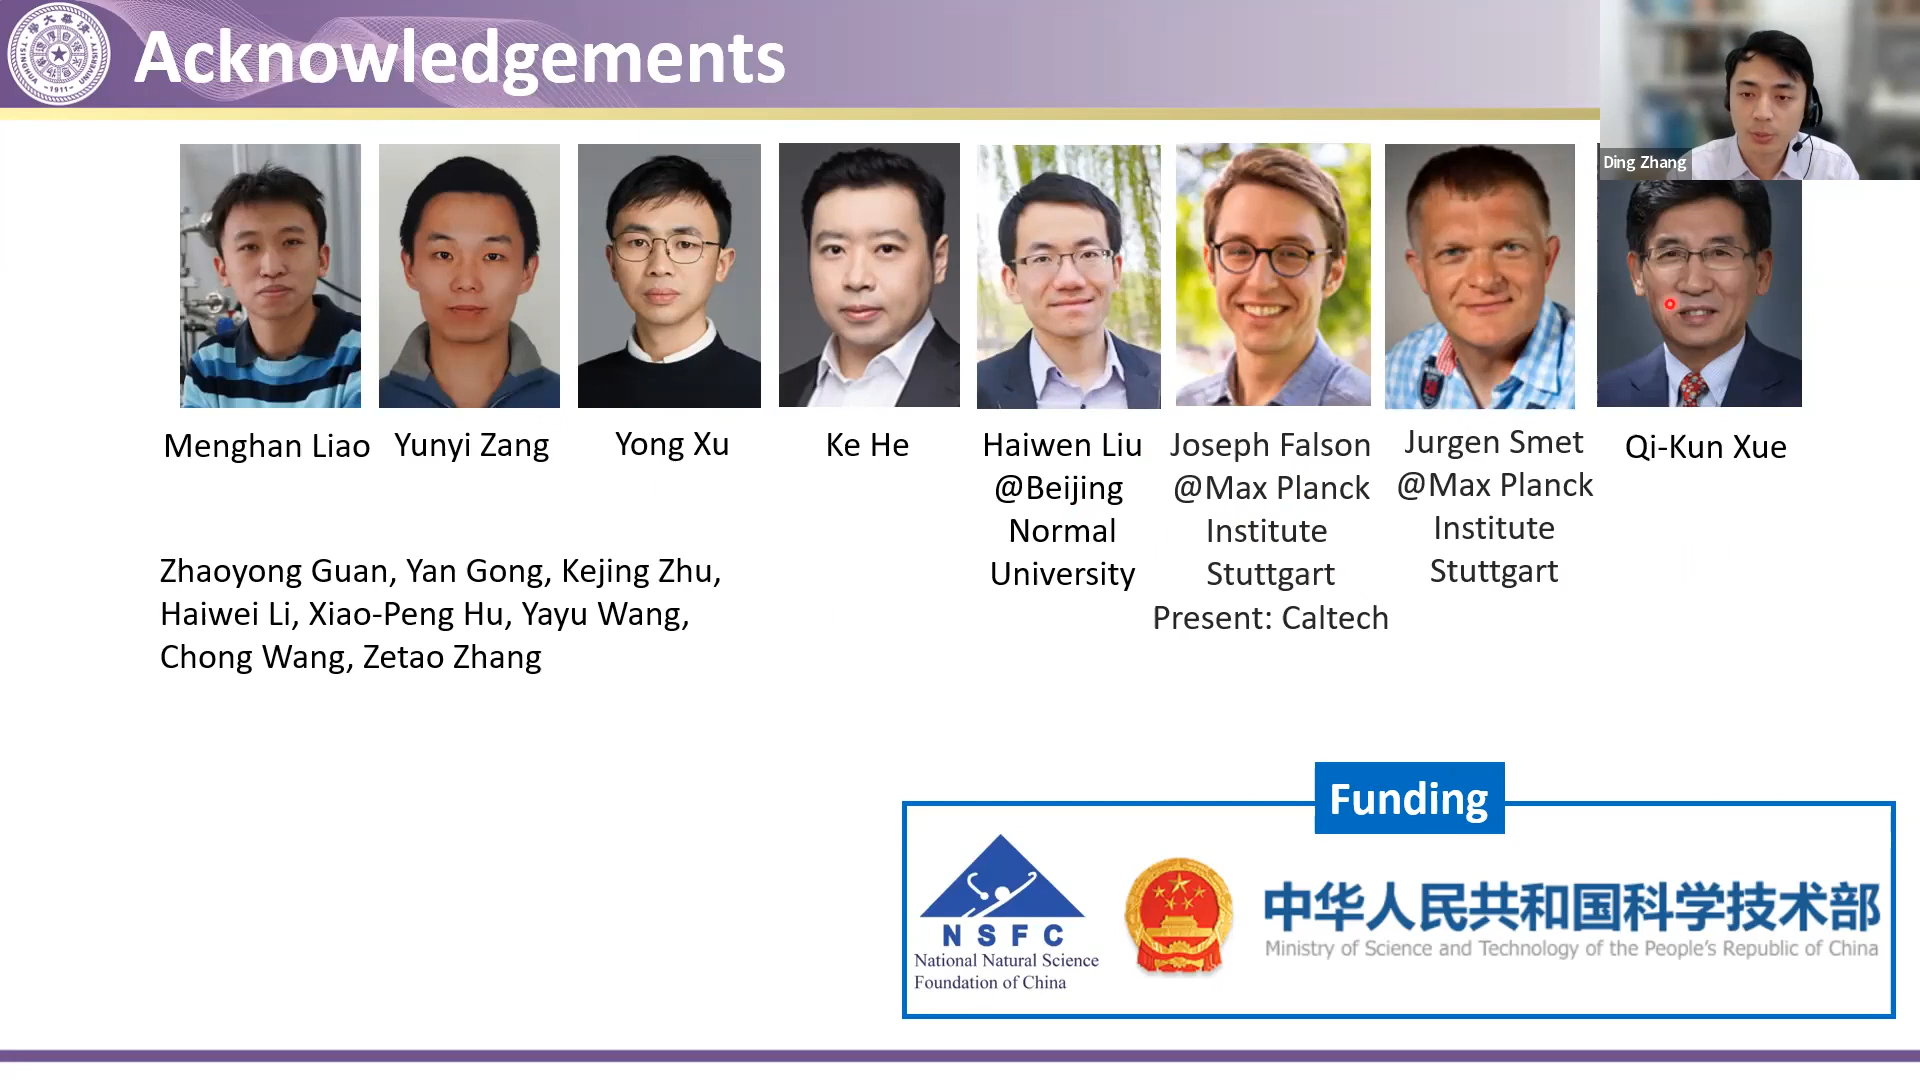 Acknowledgements
Ding Zhang
Menghan Liao
Yunyi Zang
Yong Xu
Ke He
Haiwen Liu
@Beijing
Normal
University
Joseph Falson
@Max Planck
Institute
Stuttgart
Present: Caltech
Jurgen Smet
@Max Planck
Institute
Stuttgart
Qi-Kun Xue
Zhaoyong Guan, Yan Gong, Kejing Zhu,
Haiwei Li, Xiao-Peng Hu, Yayu Wang,
Chong Wang, Zetao Zhang
Funding
NSFC
National Natural Science
Foundation of China
中华人民共和国科学技术部
Ministry of Science and Technology of the People's Republic of China
TSINGHUA UNIVERSITY
-1911-